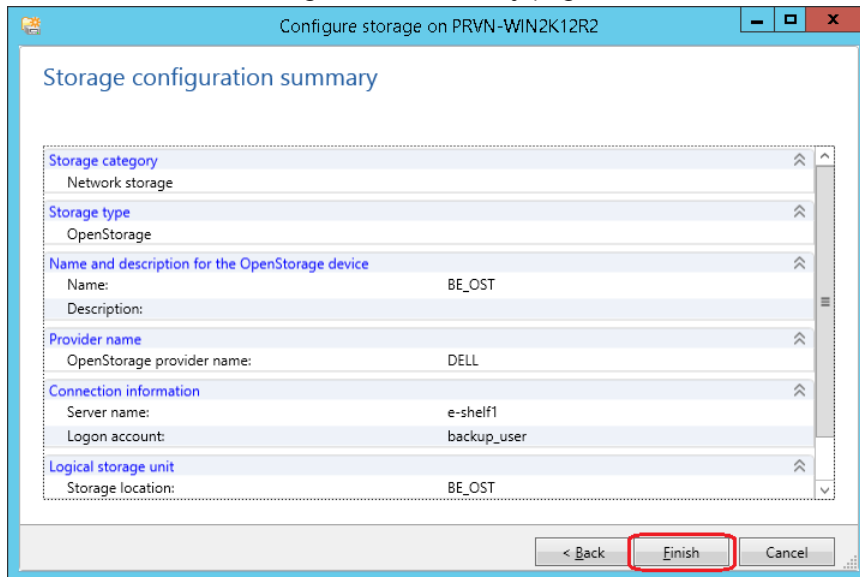 Configure storage on PRVN-WIN2K12R2
Storage configuration summary
Storage category
Network storage
Storage type
OpenStorage
Name and description for the OpenStorage device
Name: BE_OST
Description:
Provider name
OpenStorage provider name: DELL
Connection information
Server name: e-shelf1
Logon account: backup_user
Logical storage unit
Storage location: BE_OST
< Back Finish Cancel